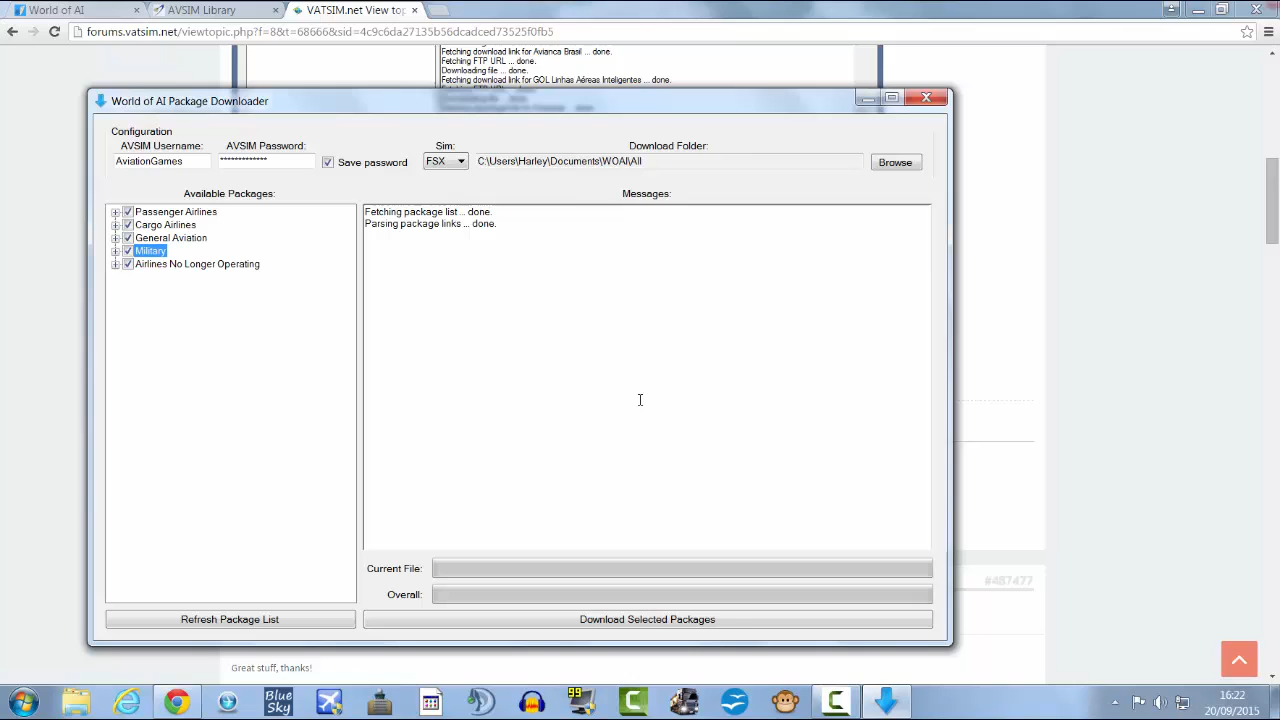 World of AI
AVSIM Library
VATSIM.net View top
forums.vatsim.net/viewtopic.php?f=8&t=68666&sid=4c9c6da27135b56dcadced73525f0fb5
Fetching download link for Avianca Brasil ... done.
Fetching FTP URL ... done.
Downloading file ... done.
Fetching download link for GOL Linhas Aéreas Inteligentes ... done.
World of AI Package Downloader
Configuration
AVSIM Username:
AVSIM Password:
Sim:
Download Folder:
AviationGames
*************
Save password
FSX
C:\Users\Harley\Documents\WOAI\All
Browse
Available Packages:
Messages:
Passenger Airlines
Cargo Airlines
General Aviation
Military
Airlines No Longer Operating
Fetching package list ... done.
Parsing package links ... done.
Current File:
Overall:
Refresh Package List
Download Selected Packages
#487477
Great stuff, thanks!
Blue
Sky
99
16:22
20/09/2015